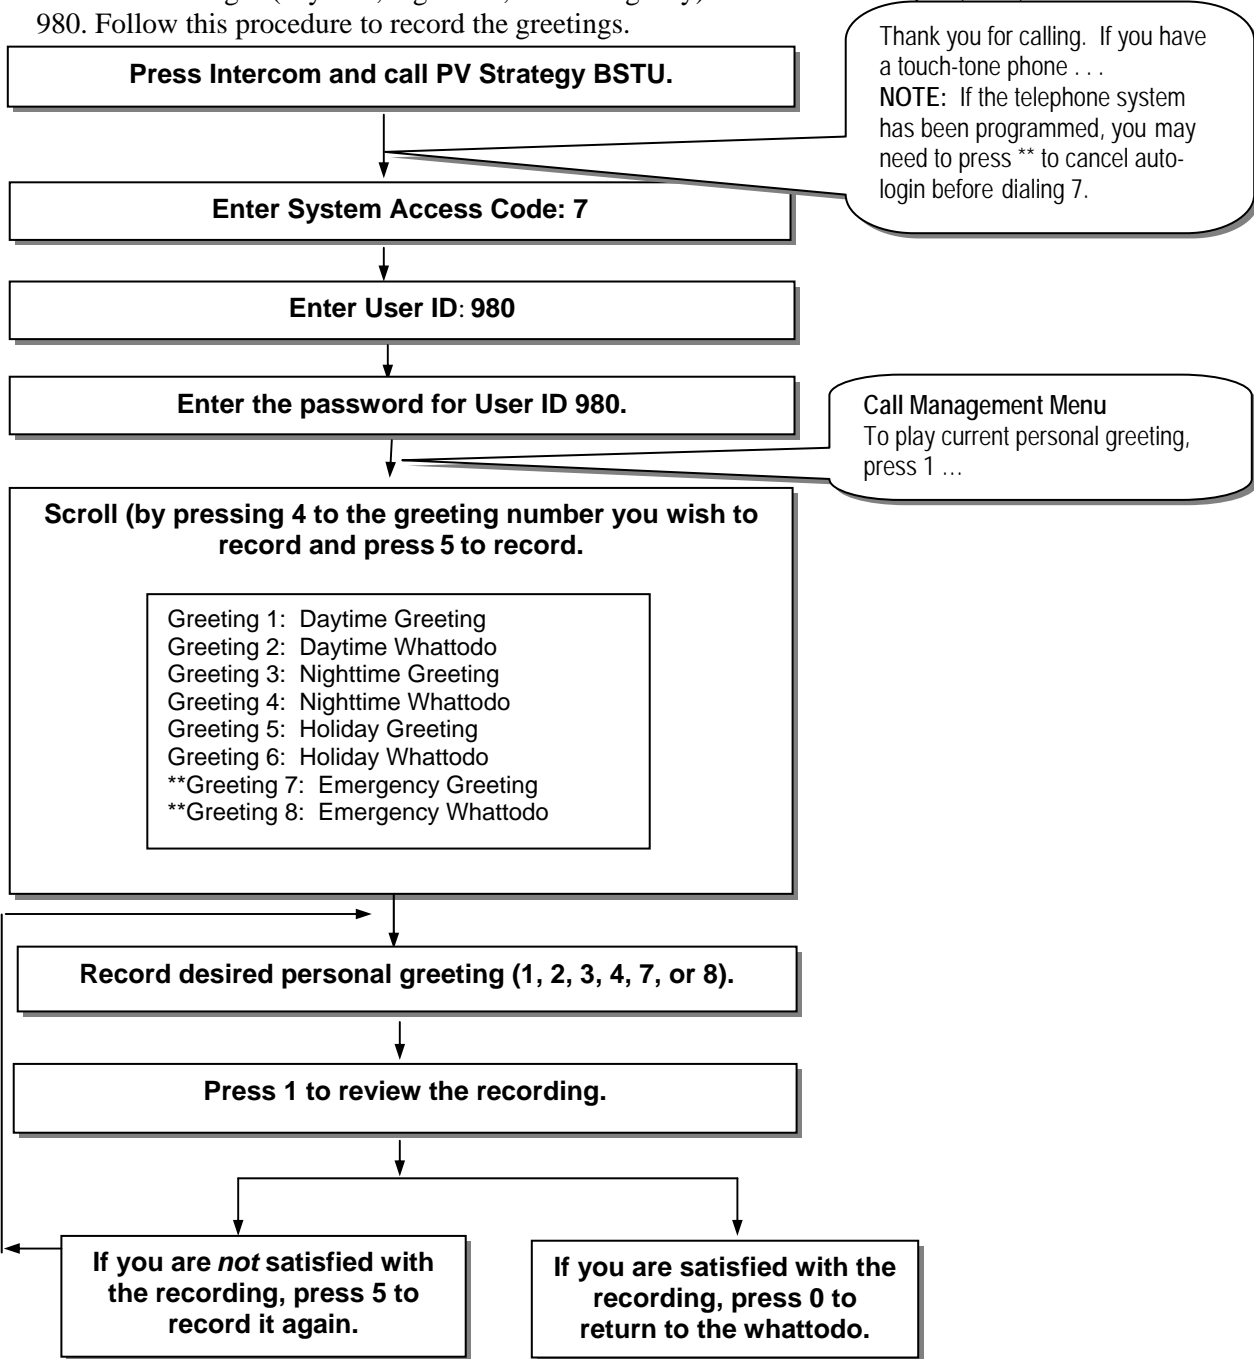 980. Follow this procedure to record the greetings.
Press Intercom and call PV Strategy BSTU.
Thank you for calling. If you have
a touch-tone phone . . .
NOTE: If the telephone system
has been programmed, you may
need to press ** to cancel auto-
login before dialing 7.
Enter System Access Code: 7
Enter User ID: 980
Enter the password for User ID 980.
Call Management Menu
To play current personal greeting,
press 1 …
Scroll (by pressing 4 to the greeting number you wish to
record and press 5 to record.
Greeting 1: Daytime Greeting
Greeting 2: Daytime Whattodo
Greeting 3: Nighttime Greeting
Greeting 4: Nighttime Whattodo
Greeting 5: Holiday Greeting
Greeting 6: Holiday Whattodo
**Greeting 7: Emergency Greeting
**Greeting 8: Emergency Whattodo
Record desired personal greeting (1, 2, 3, 4, 7, or 8).
Press 1 to review the recording.
If you are not satisfied with
the recording, press 5 to
record it again.
If you are satisfied with the
recording, press 0 to
return to the whattodo.